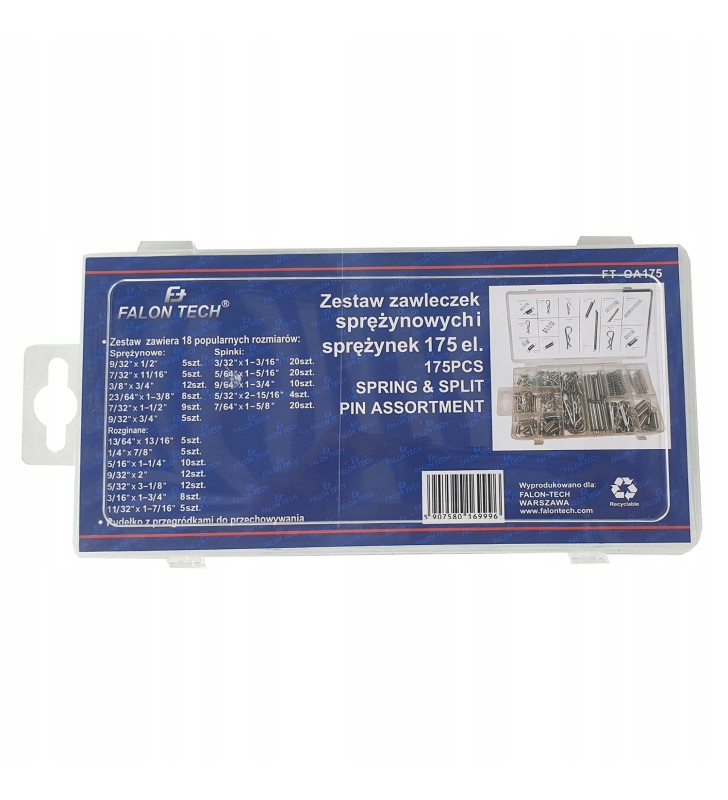 FT-OA175
FALON TECH®
Zestaw zawleczek
sprężynowych i
sprężynek 175 el.
175PCS
SPRING & SPLIT
PIN ASSORTMENT
• Zestaw zawiera 18 popularnych rozmiarów:
Sprężynowe:
9/32" x 1/2" 5szt.
7/32" x 11/16" 5szt.
3/8" x 3/4" 12szt.
23/64" x 1-3/8" 8szt.
7/32" x 1-1/2" 9szt.
9/32" x 3/4" 5szt.
Rozginane:
13/64" x 13/16" 5szt.
1/4" x 7/8" 5szt.
5/16" x 1-1/4" 10szt.
9/32" x 2" 12szt.
5/32" x 3-1/8" 12szt.
3/16" x 1-3/4" 8szt.
11/32" x 1-7/16" 5szt.
Spinki:
3/32" x 1-3/16" 20szt.
5/64" x 1-5/16" 20szt.
9/64" x 1-3/4" 10szt.
5/32" x 2-15/16" 4szt.
7/64" x 1-5/8" 20szt.
• Pudełko z przegródkami do przechowywania
5 907580 169996
Wyprodukowano dla:
FALON-TECH
WARSZAWA
www.falontech.com
Recyclable